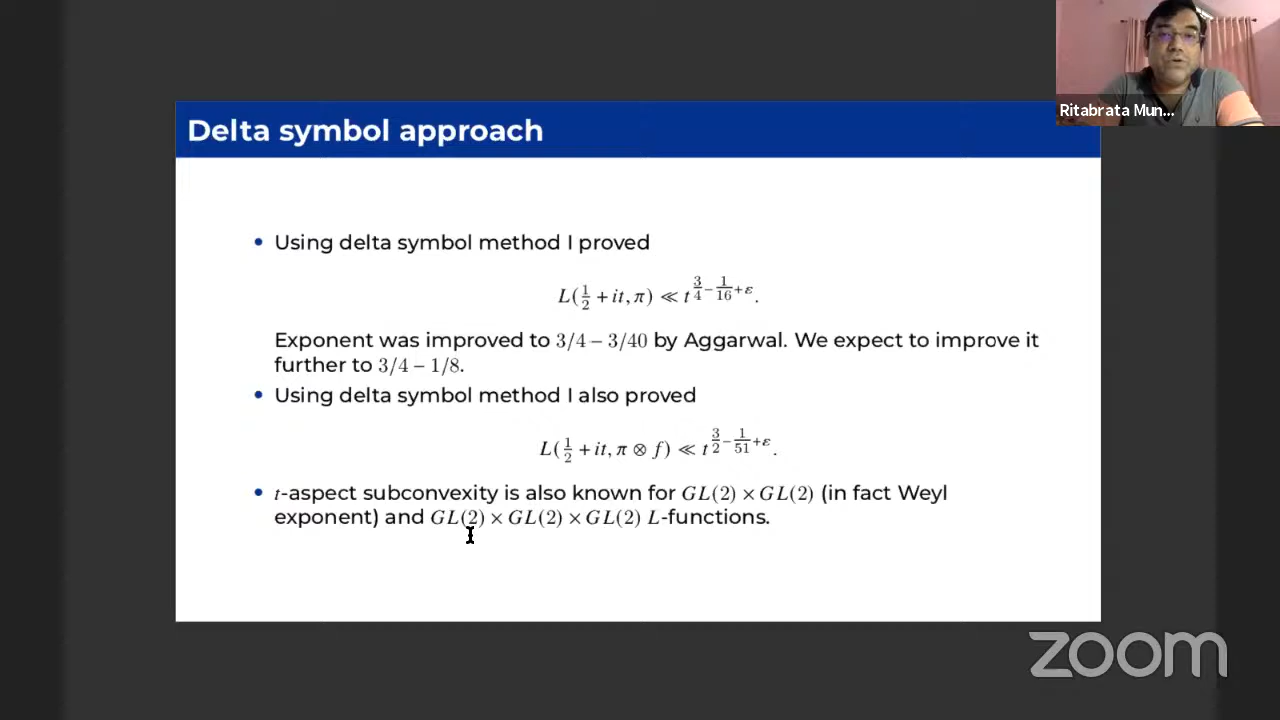 Ritabrata Mun...
Delta symbol approach
• Using delta symbol method I proved
L(½ + it, π) ≪ t^{3/4 − 1/16 + ε}.
Exponent was improved to 3/4 − 3/40 by Aggarwal. We expect to improve it
further to 3/4 − 1/8.
• Using delta symbol method I also proved
L(½ + it, π ⊗ f) ≪ t^{3/2 − 1/51 + ε}.
• t-aspect subconvexity is also known for GL(2) × GL(2) (in fact Weyl
exponent) and GL(2) × GL(2) × GL(2) L-functions.
zoom